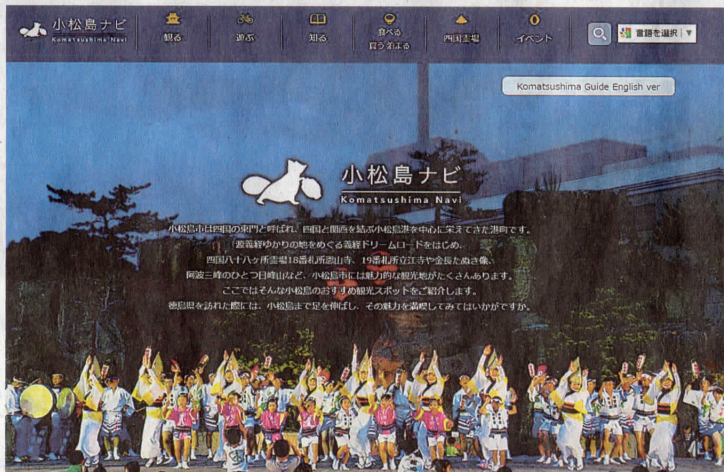 小松島ナビ
Komatsushima Navi
観る
遊ぶ
知る
食べる
買う 泊まる
四国霊場
イベント
言語を選択 ▼
Komatsushima Guide English ver
小松島ナビ
Komatsushima Navi
小松島市は四国の東門と呼ばれ、四国と関西を結ぶ小松島港を中心に栄えてきた港町です。
源義経ゆかりの地をめぐる義経ドリームロードをはじめ、
四国八十八ヶ所霊場18番札所恩山寺、19番札所立江寺や金長たぬき像、
阿波三峰のひとつ日峰山など、小松島市には魅力的な観光地がたくさんあります。
ここではそんな小松島のおすすめ観光スポットをご紹介します。
徳島県を訪れた際には、小松島まで足を伸ばし、その魅力を満喫してみてはいかがですか。